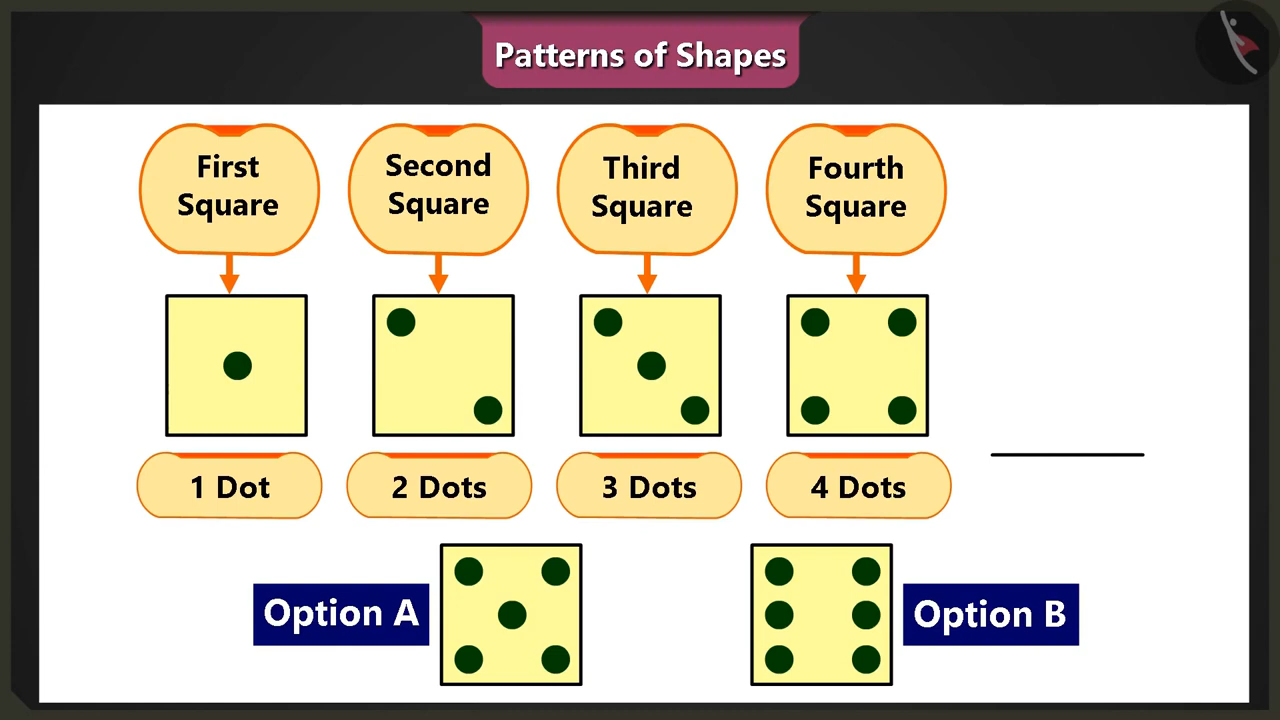 Patterns of Shapes
First
Square
Second
Square
Third
Square
Fourth
Square
1 Dot
2 Dots
3 Dots
4 Dots
Option A
Option B